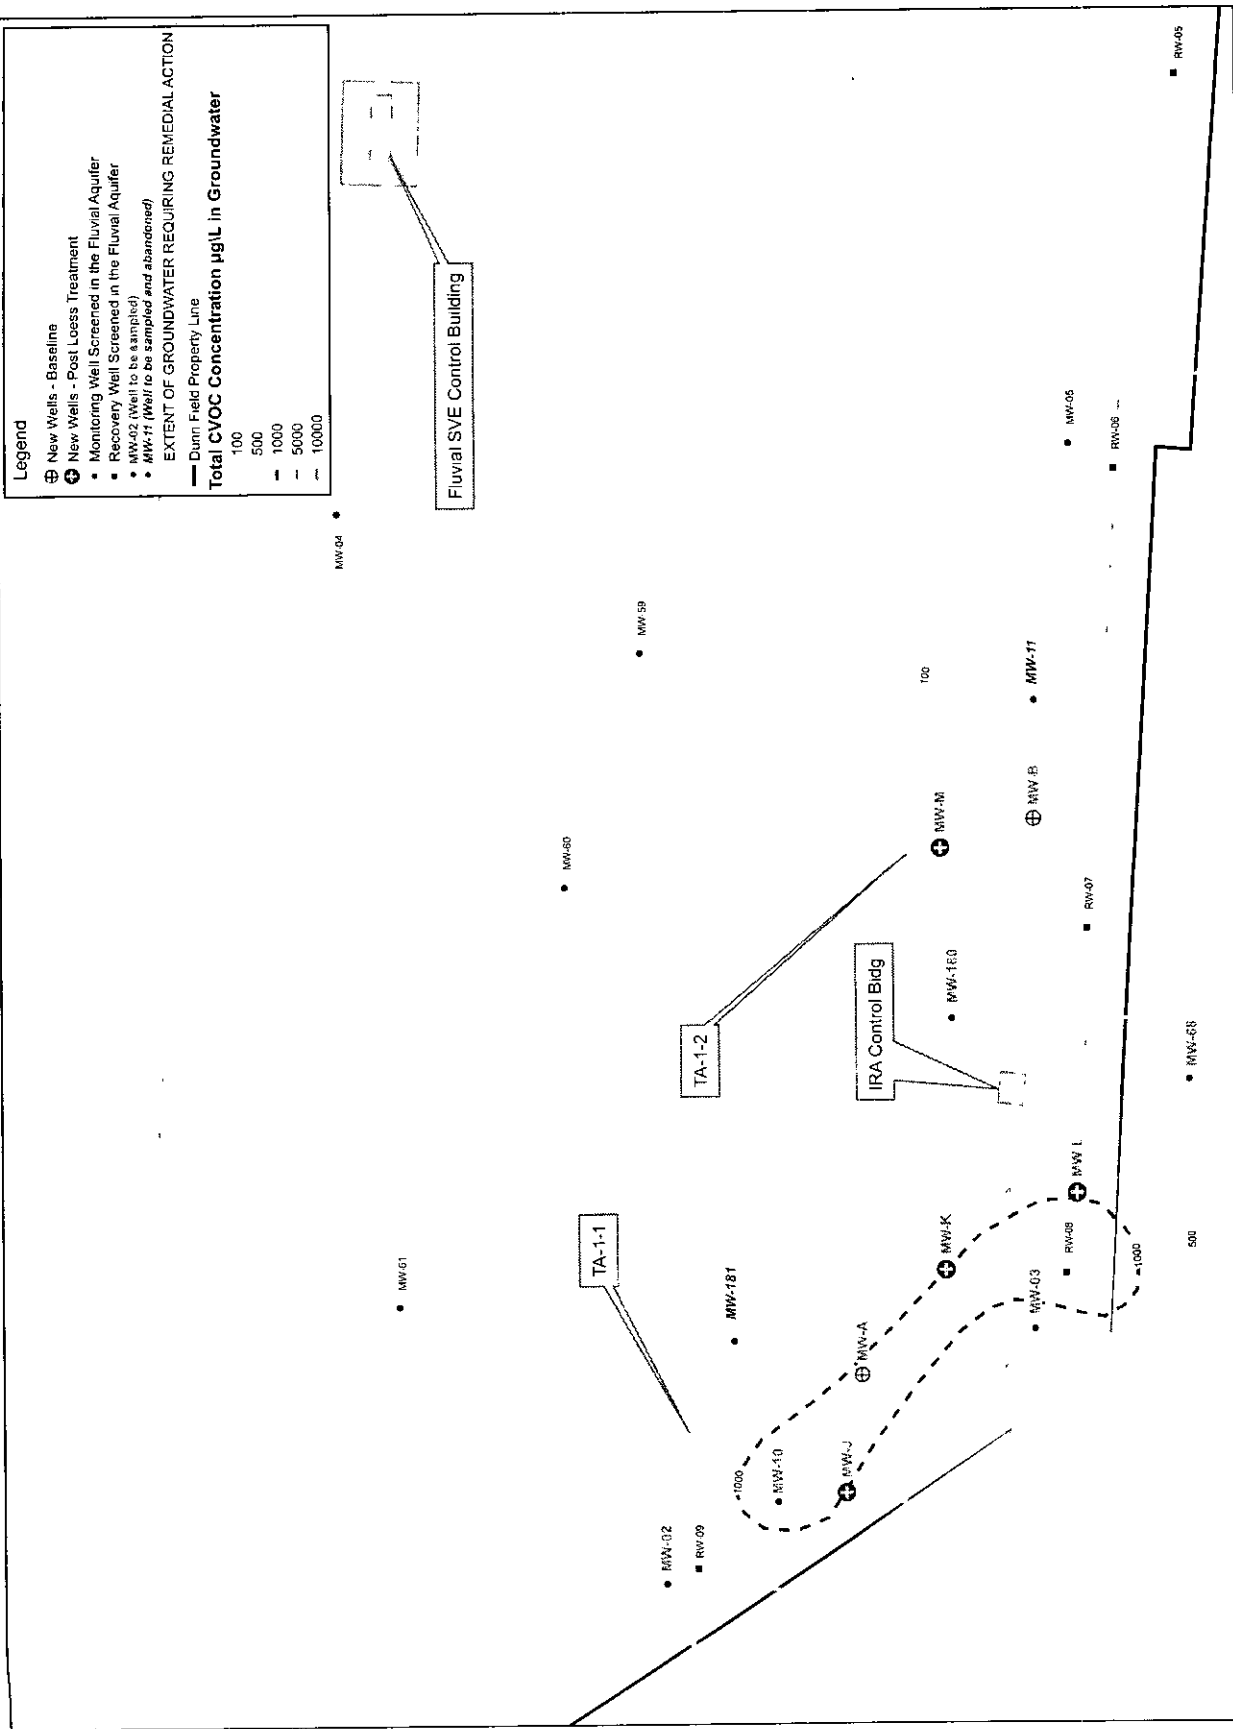 Legend
New Wells - Baseline
New Wells - Post Loess Treatment
Monitoring Well Screened in the Fluvial Aquifer
Recovery Well Screened in the Fluvial Aquifer
MW-02 (Well to be sampled)
MW-11 (Well to be sampled and abandoned)
EXTENT OF GROUNDWATER REQUIRING REMEDIAL ACTION
Dunn Field Property Line
Total CVOC Concentration µg\L in Groundwater
100
500
1000
5000
10000
Fluvial SVE Control Building
MW-04
MW-59
MW-60
MW-61
TA-1-1
TA-1-2
IRA Control Bldg
MW-181
MW-02
RW-09
1000
MW-10
MW-J
MW-A
MW-K
MW-03
RW-08
MW L
1000
500
MW-68
MW-180
RW-07
MW-M
MW-B
100
MW-11
MW-05
RW-06
RW-05